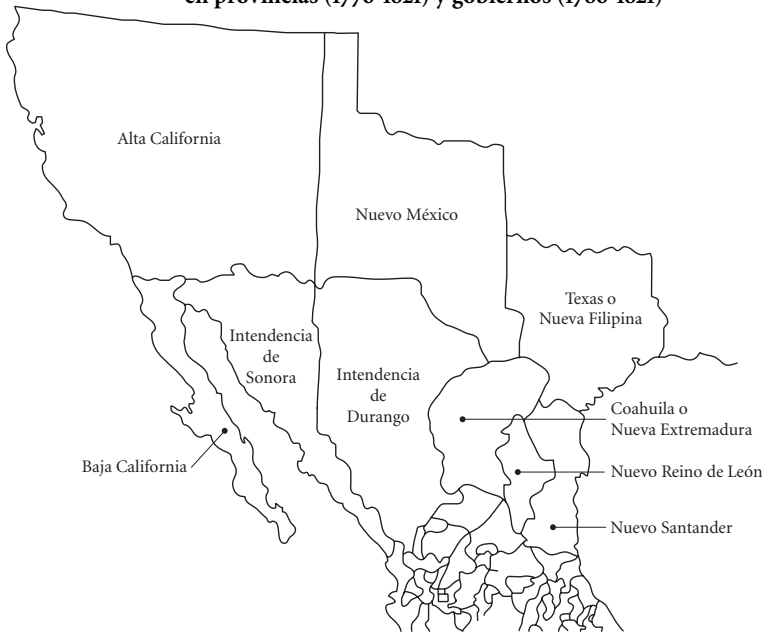 en provincias (1776-1821) y gobiernos (1786-1821)
Alta California
Nuevo México
Texas o
Nueva Filipina
Intendencia
de
Sonora
Intendencia
de
Durango
Coahuila o
Nueva Extremadura
Baja California
Nuevo Reino de León
Nuevo Santander